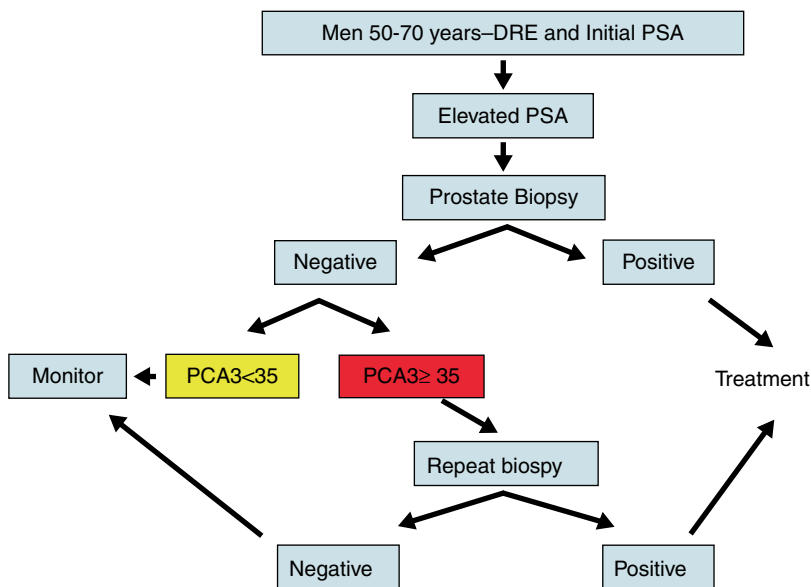 Men 50-70 years–DRE and Initial PSA
Elevated PSA
Prostate Biopsy
Negative
Positive
Monitor
PCA3<35
PCA3≥ 35
Treatment
Repeat biospy
Negative
Positive